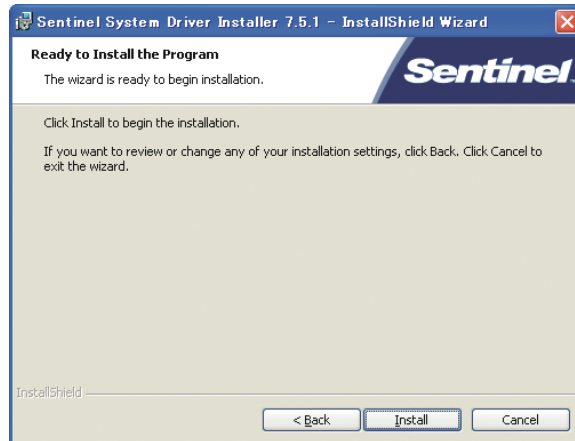 Sentinel System Driver Installer 7.5.1 - InstallShield Wizard
Ready to Install the Program
The wizard is ready to begin installation.
Sentinel
Click Install to begin the installation.
If you want to review or change any of your installation settings, click Back. Click Cancel to
exit the wizard.
InstallShield
< Back
Install
Cancel